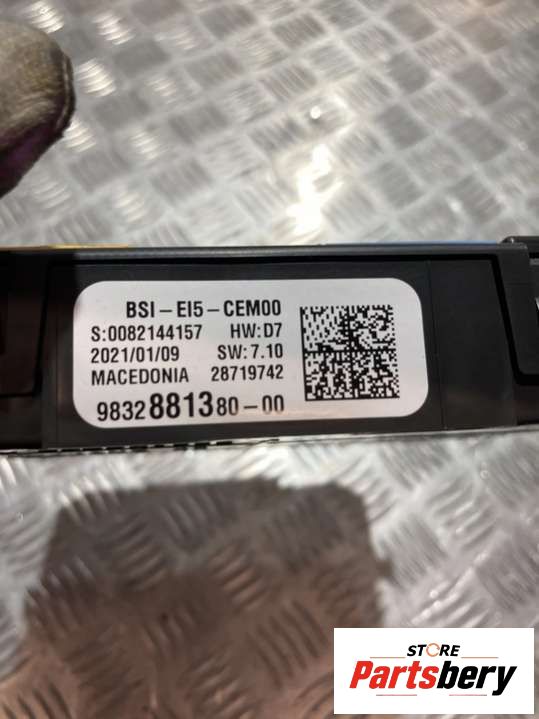 BSI-EI5-CEM00
S:0082144157 HW:D7
2021/01/09 SW:7.10
MACEDONIA 28719742
9832881380-00
STORE
Partsbery